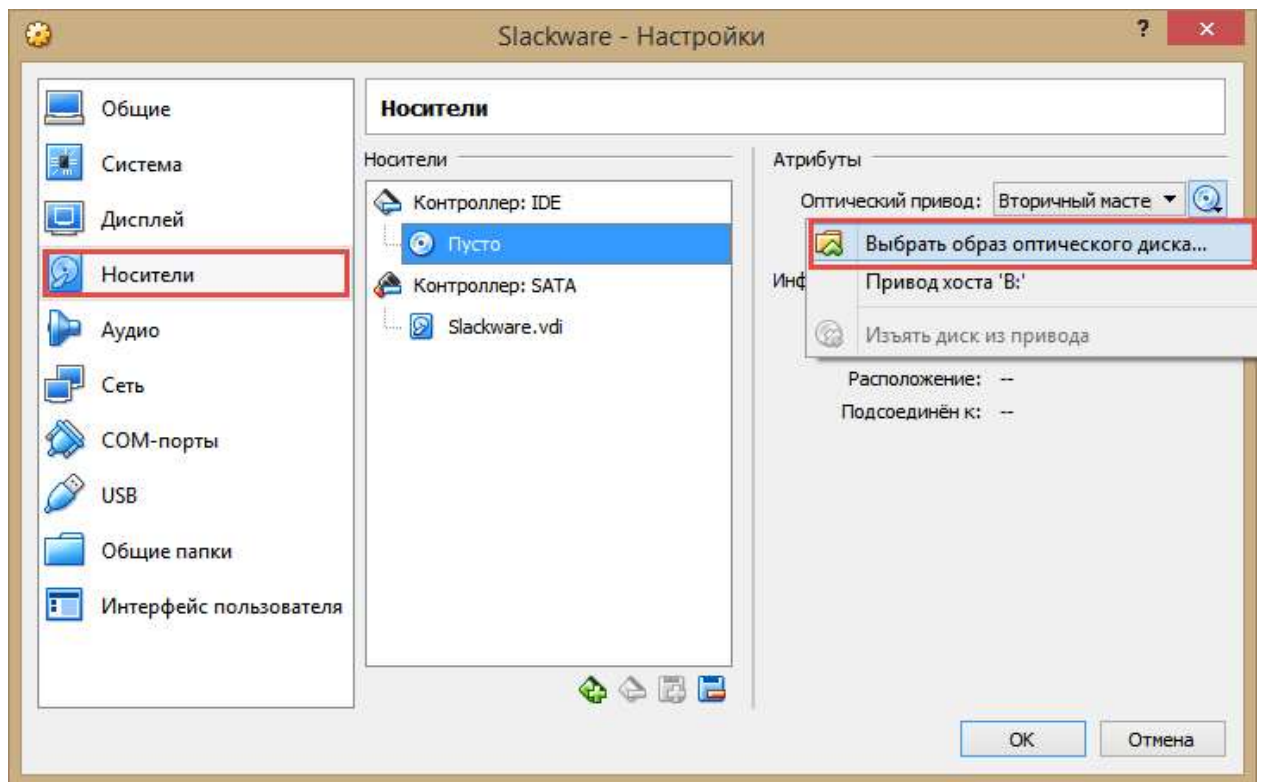 Slackware - Настройки
?
×
Общие
Система
Дисплей
Носители
Аудио
Сеть
COM-порты
USB
Общие папки
Интерфейс пользователя
Носители
Носители
Контроллер: IDE
Пусто
Контроллер: SATA
Slackware.vdi
Атрибуты
Оптический привод: Вторичный масте
Выбрать образ оптического диска...
Инф
Привод хоста 'B:'
Изъять диск из привода
Расположение: --
Подсоединён к: --
OK
Отмена